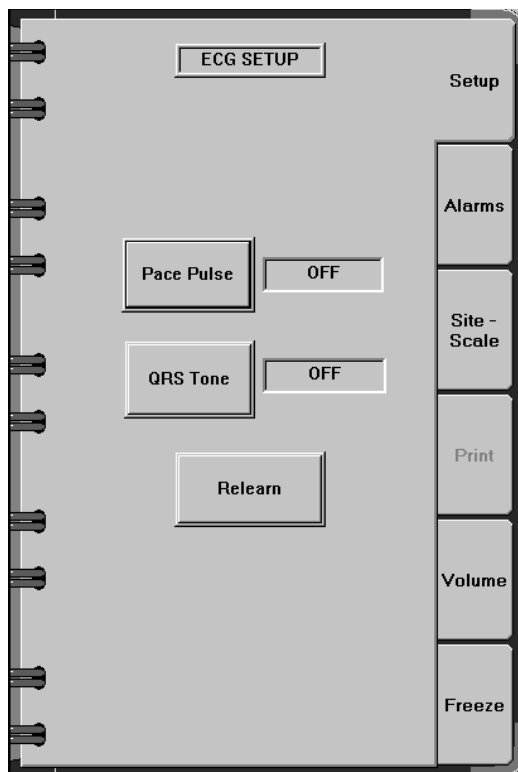 ECG SETUP
Setup
Alarms
Pace Pulse
OFF
Site -
Scale
QRS Tone
OFF
Print
Relearn
Volume
Freeze